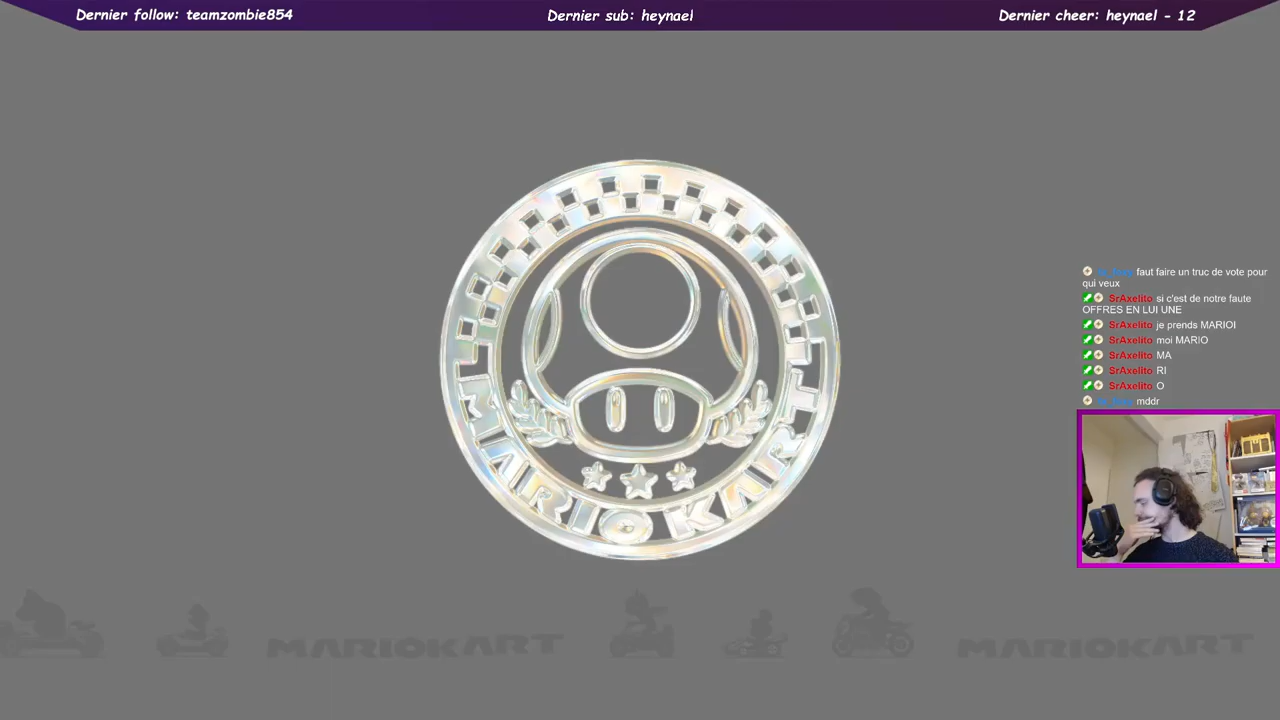 Dernier follow: teamzombie854
Dernier sub: heynael
Dernier cheer: heynael - 12
faut faire un truc de vote pour
qui veux
SrAxelito si c'est de notre faute
OFFRES EN LUI UNE
SrAxelito je prends MARIOI
SrAxelito moi MARIO
SrAxelito MA
SrAxelito RI
SrAxelito O
mddr
MARIO KART
MARIOKART
MARIOKART